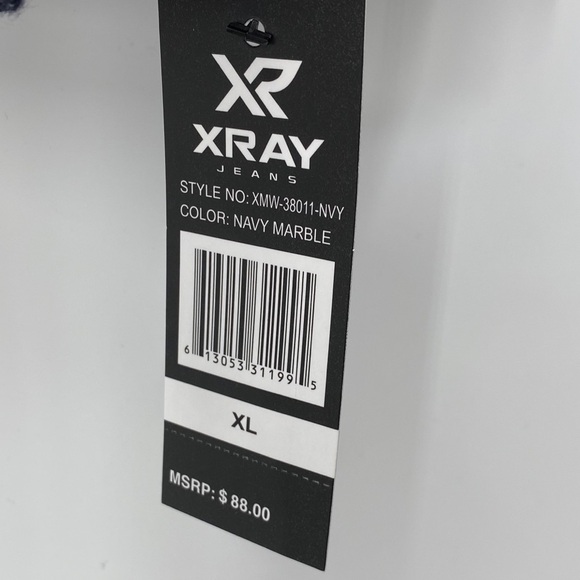 XR
XRAY
JEANS
STYLE NO: XMW-38011-NVY
COLOR: NAVY MARBLE
6 13053 31199 5
XL
MSRP: $ 88.00